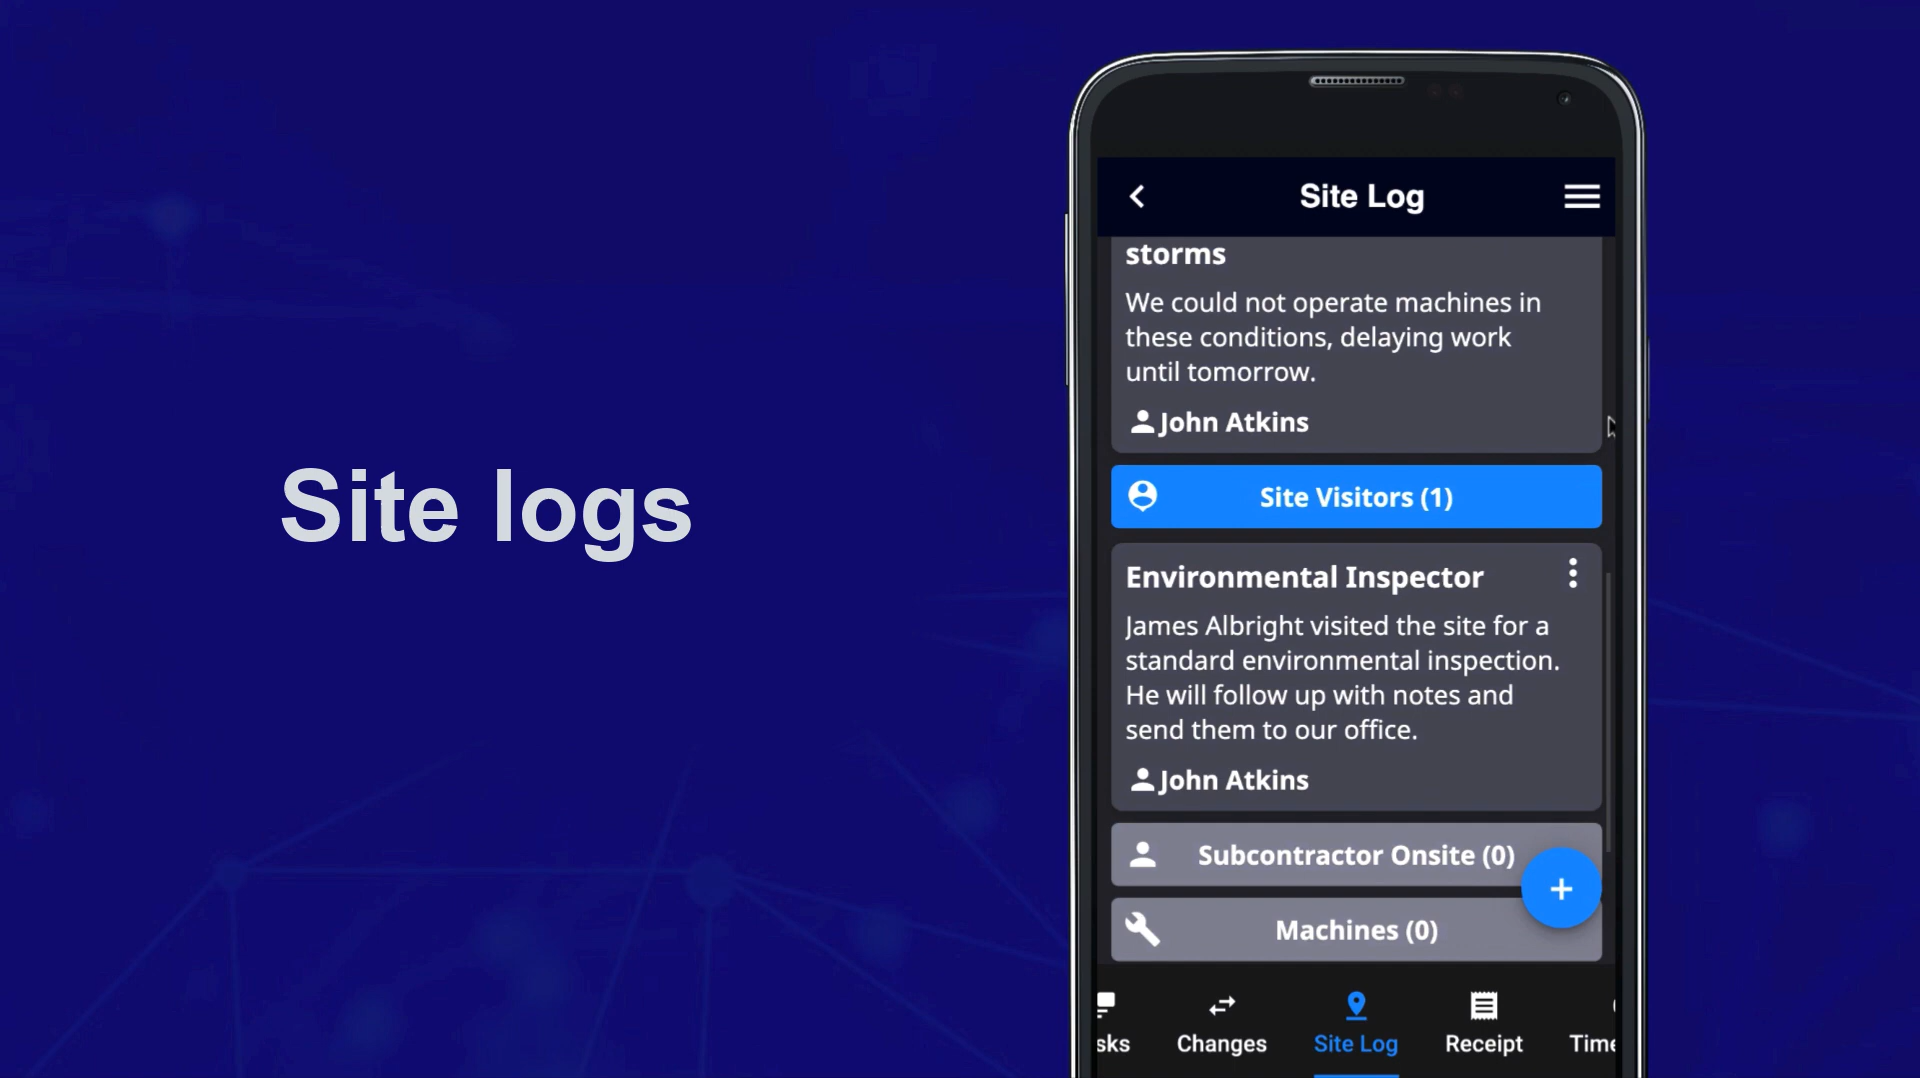 Site logs
Site Log
storms
We could not operate machines in
these conditions, delaying work
until tomorrow.
John Atkins
Site Visitors (1)
Environmental Inspector
James Albright visited the site for a
standard environmental inspection.
He will follow up with notes and
send them to our office.
John Atkins
Subcontractor Onsite (0)
Machines (0)
sks
Changes
Site Log
Receipt
Time